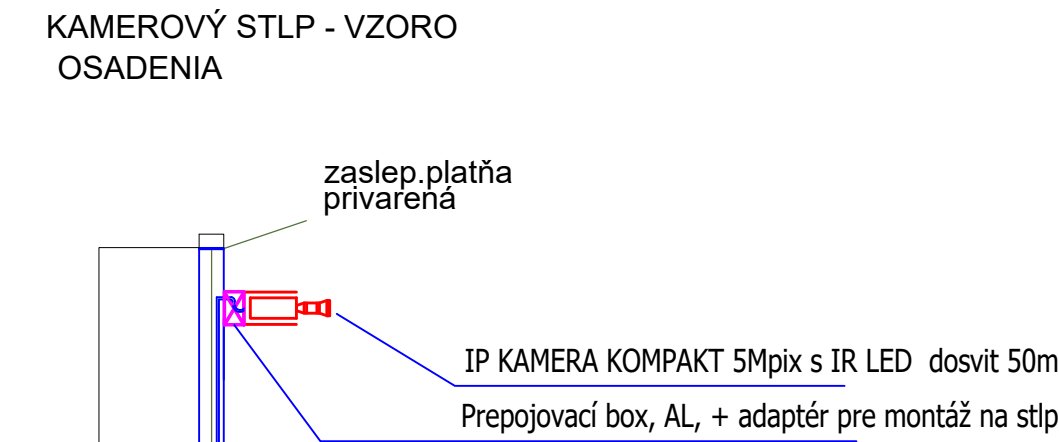 KAMEROVÝ STLP - VZORO
OSADENIA
zaslep.platňa
privarená
IP KAMERA KOMPAKT 5Mpix s IR LED dosvit 50m
Prepojovací box, AL, + adaptér pre montáž na stlp